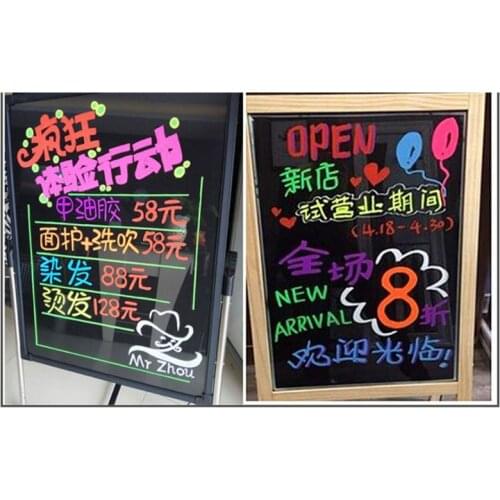 疯狂
体验行动
甲油胶 58元
面护+洗吹58元
染发 88元
烫发 128元
Mr Zhou
OPEN
新店
试营业期间
(4.18-4.30)
全场
8折
NEW
ARRIVAL
欢迎光临!